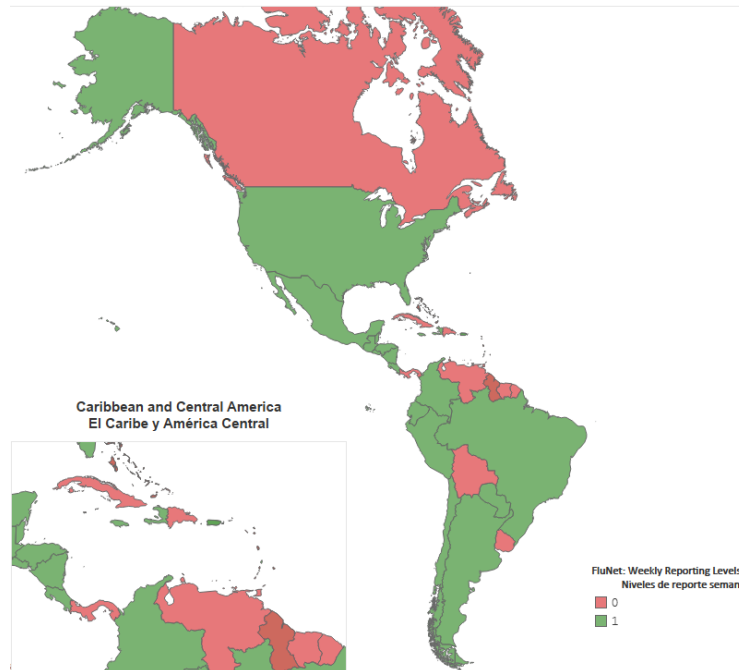 Caribbean and Central America
El Caribe y América Central
FluNet: Weekly Reporting Levels
Niveles de reporte seman
0
1